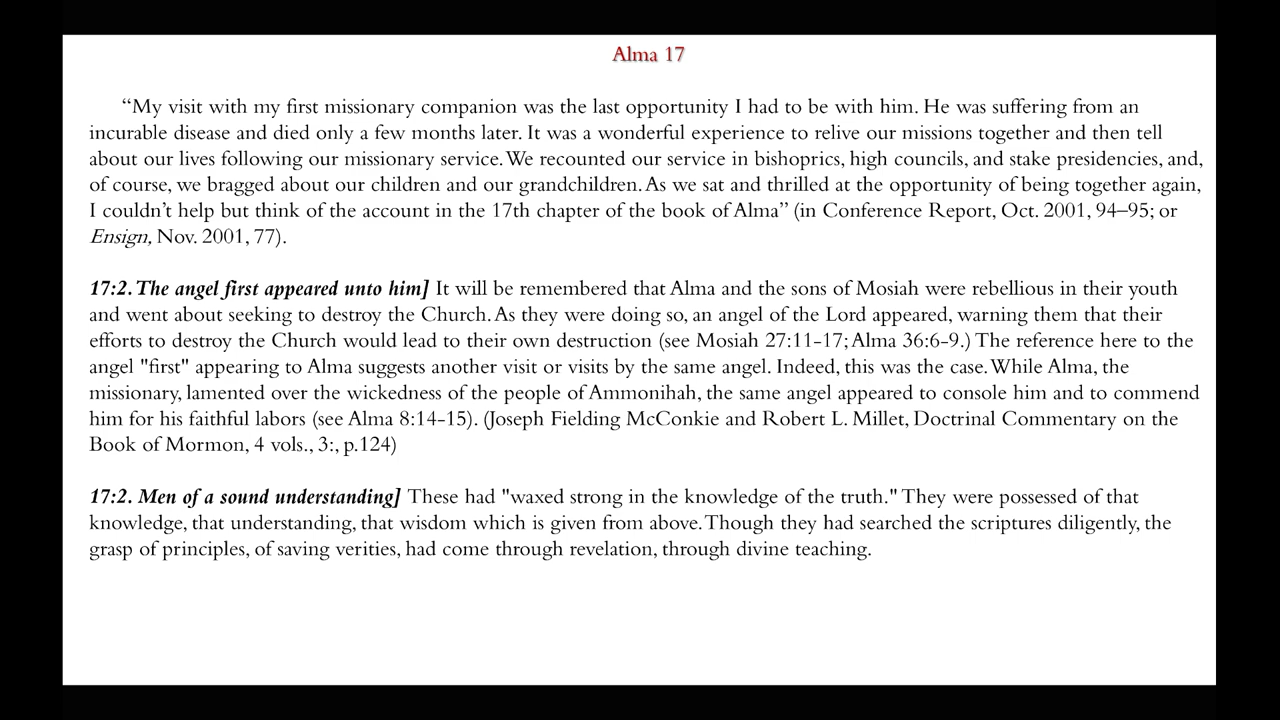 Alma 17
“My visit with my first missionary companion was the last opportunity I had to be with him. He was suffering from an
incurable disease and died only a few months later. It was a wonderful experience to relive our missions together and then tell
about our lives following our missionary service. We recounted our service in bishoprics, high councils, and stake presidencies, and,
of course, we bragged about our children and our grandchildren. As we sat and thrilled at the opportunity of being together again,
I couldn’t help but think of the account in the 17th chapter of the book of Alma” (in Conference Report, Oct. 2001, 94–95; or
Ensign, Nov. 2001, 77).
17:2. The angel first appeared unto him] It will be remembered that Alma and the sons of Mosiah were rebellious in their youth
and went about seeking to destroy the Church. As they were doing so, an angel of the Lord appeared, warning them that their
efforts to destroy the Church would lead to their own destruction (see Mosiah 27:11-17; Alma 36:6-9.) The reference here to the
angel "first" appearing to Alma suggests another visit or visits by the same angel. Indeed, this was the case. While Alma, the
missionary, lamented over the wickedness of the people of Ammonihah, the same angel appeared to console him and to commend
him for his faithful labors (see Alma 8:14-15). (Joseph Fielding McConkie and Robert L. Millet, Doctrinal Commentary on the
Book of Mormon, 4 vols., 3:, p.124)
17:2. Men of a sound understanding] These had "waxed strong in the knowledge of the truth." They were possessed of that
knowledge, that understanding, that wisdom which is given from above. Though they had searched the scriptures diligently, the
grasp of principles, of saving verities, had come through revelation, through divine teaching.